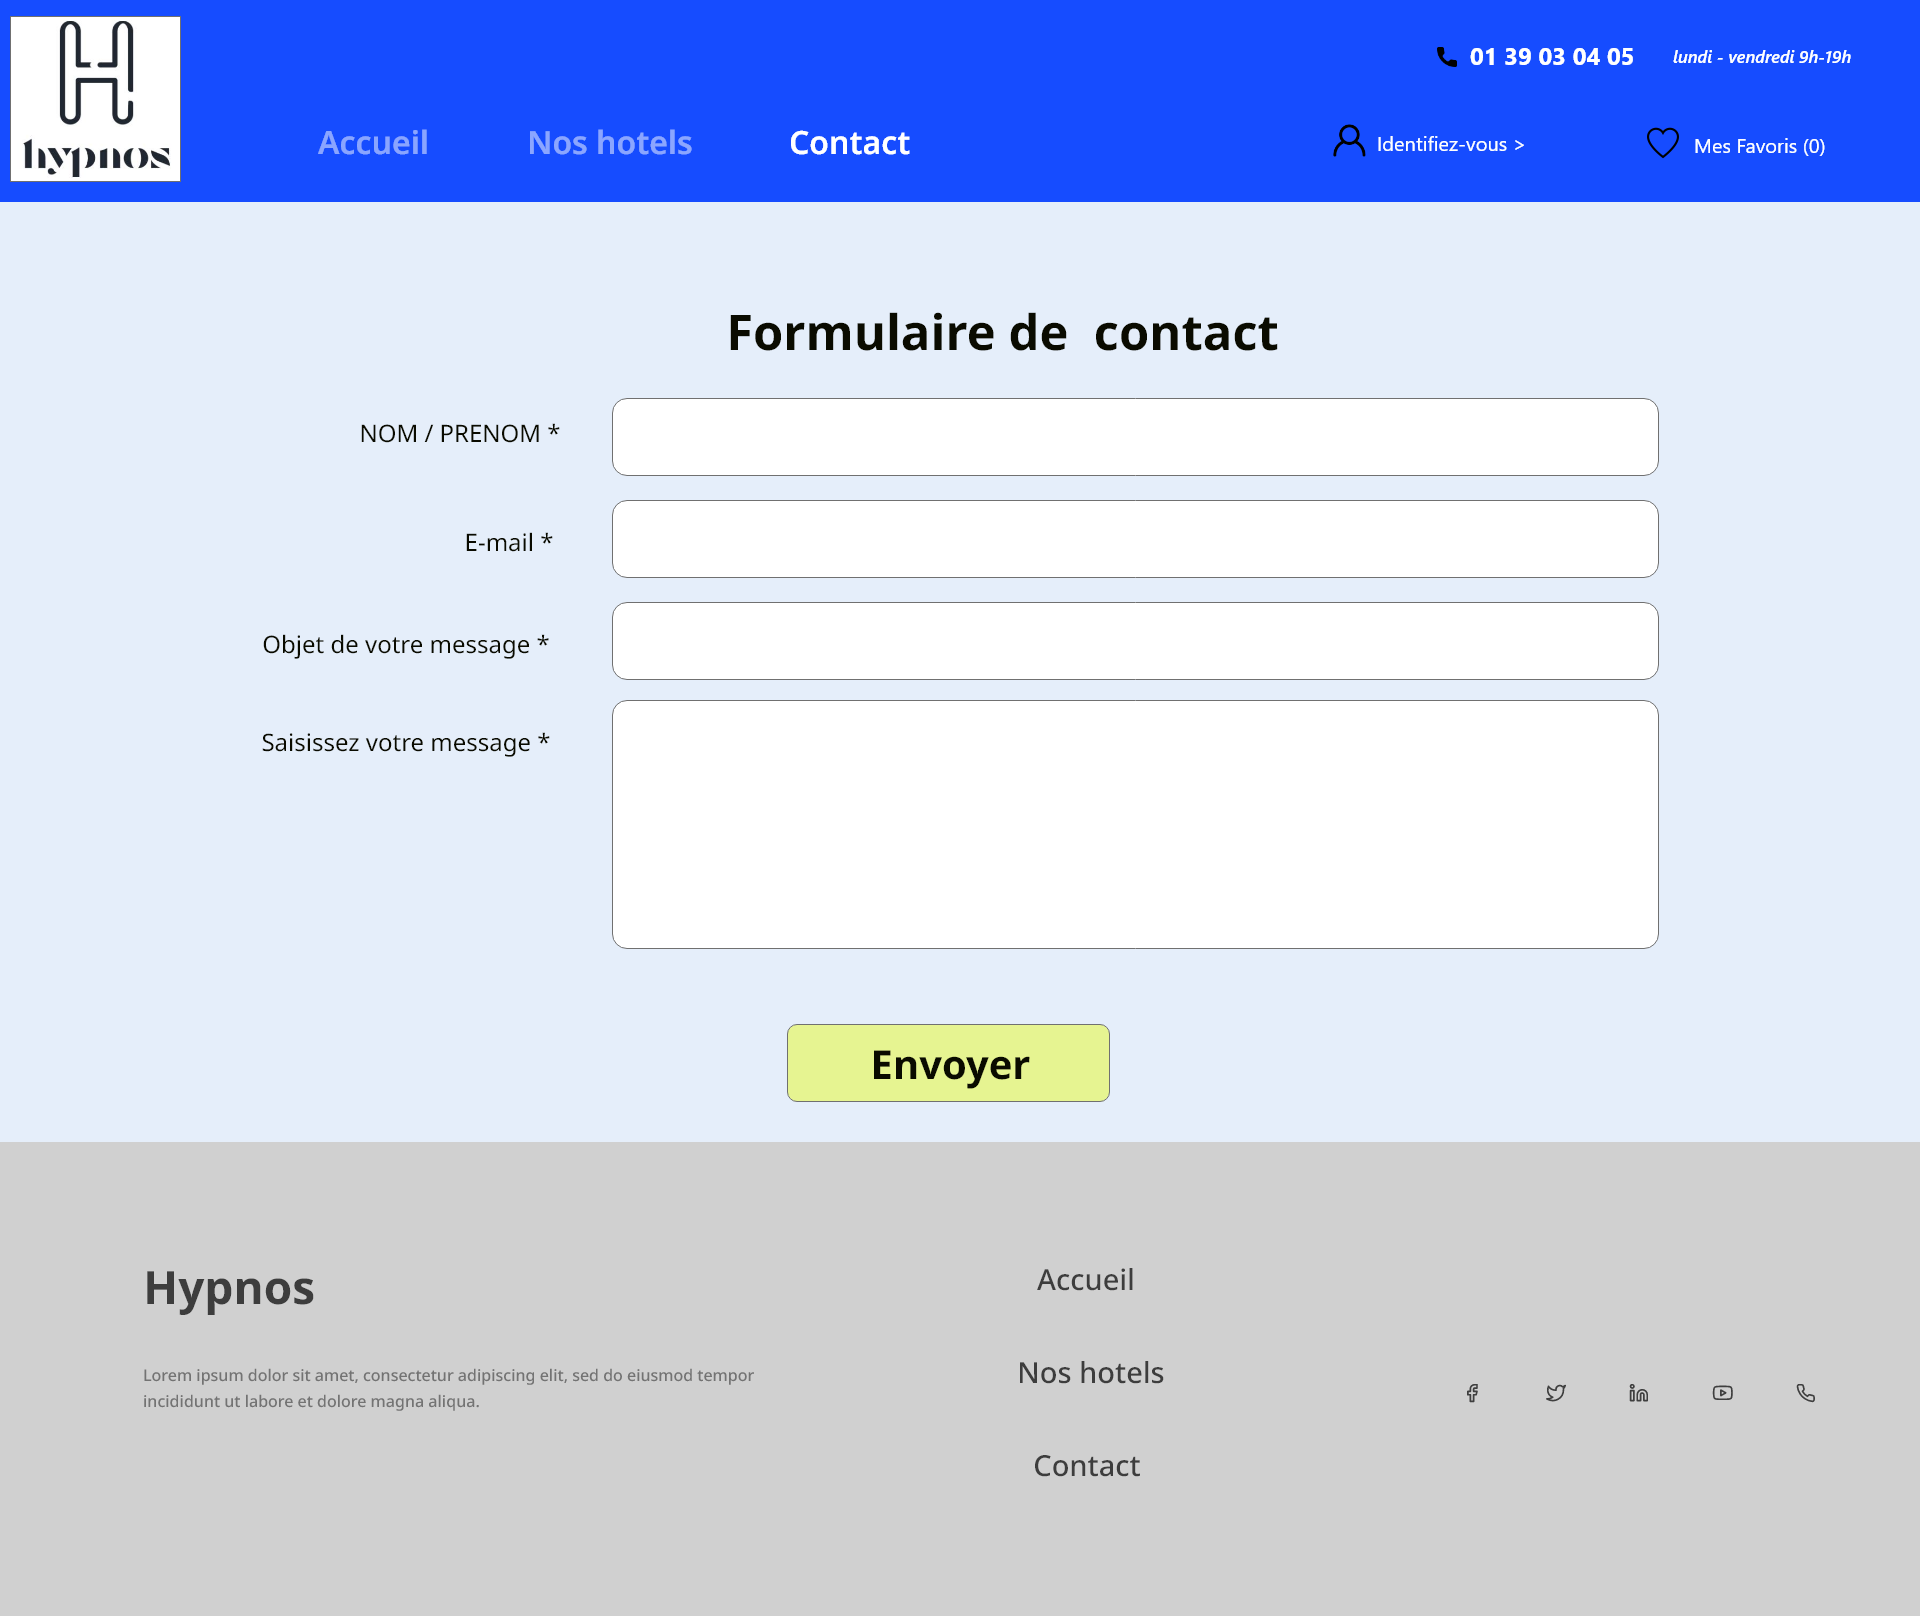 hypnos
01 39 03 04 05 lundi - vendredi 9h-19h
Accueil Nos hotels Contact Identifiez-vous > Mes Favoris (0)
Formulaire de  contact
NOM / PRENOM *
E-mail *
Objet de votre message *
Saisissez votre message *
Envoyer
Hypnos
Lorem ipsum dolor sit amet, consectetur adipiscing elit, sed do eiusmod tempor
incididunt ut labore et dolore magna aliqua.
Accueil
Nos hotels
Contact